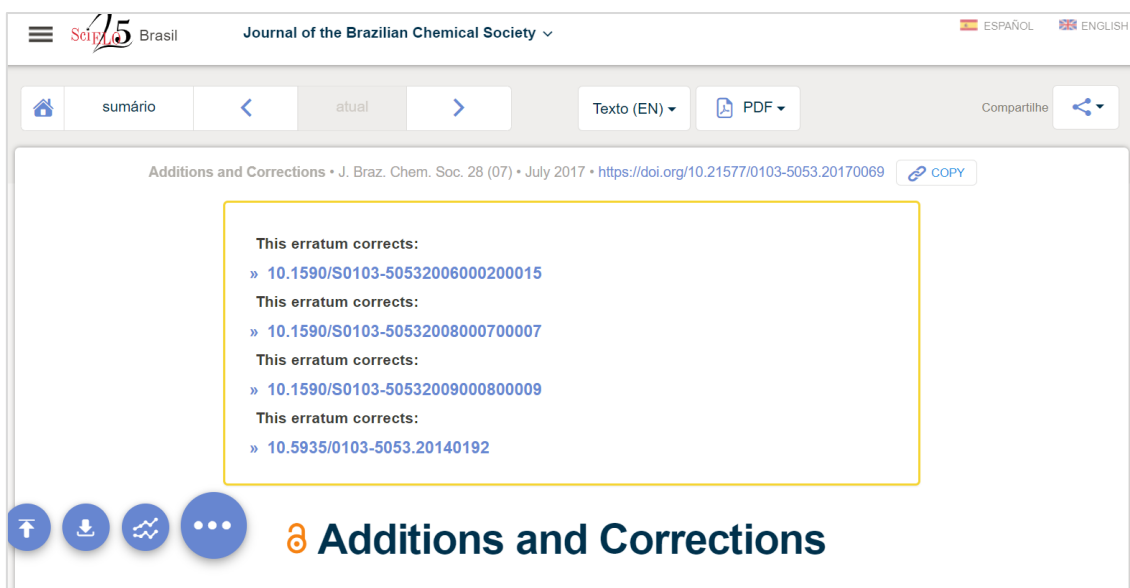 SciELO 25 Brasil
Journal of the Brazilian Chemical Society
ESPAÑOL
ENGLISH
sumário
atual
Texto (EN)
PDF
Compartilhe
Additions and Corrections • J. Braz. Chem. Soc. 28 (07) • July 2017 • https://doi.org/10.21577/0103-5053.20170069
COPY
This erratum corrects:
» 10.1590/S0103-50532006000200015
This erratum corrects:
» 10.1590/S0103-50532008000700007
This erratum corrects:
» 10.1590/S0103-50532009000800009
This erratum corrects:
» 10.5935/0103-5053.20140192
Additions and Corrections